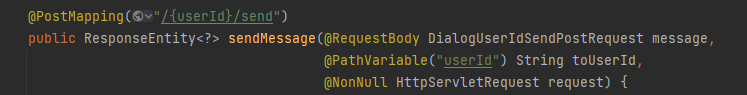 @PostMapping("/{userId}/send")
public ResponseEntity<?> sendMessage(@RequestBody DialogUserIdSendPostRequest message,
@PathVariable("userId") String toUserId,
@NonNull HttpServletRequest request) {